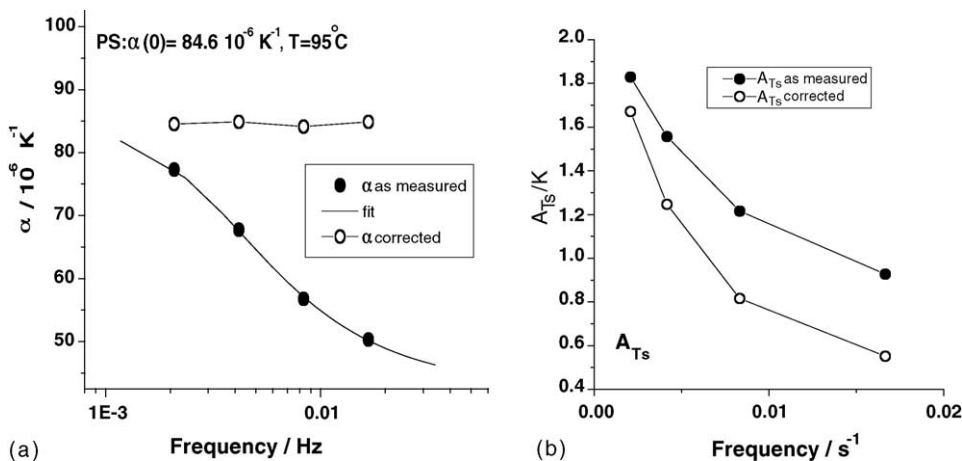 PS:α(0)= 84.6 10⁻⁶ K⁻¹, T=95°C
100
90
80
70
60
50
α / 10⁻⁶ K⁻¹
α as measured
fit
α corrected
1E-3
0.01
Frequency / Hz
(a)
2.0
1.8
1.6
1.4
1.2
1.0
0.8
0.6
0.4
A_Ts/K
A_Ts as measured
A_Ts corrected
A_Ts
0.00
0.01
0.02
Frequency / s⁻¹
(b)